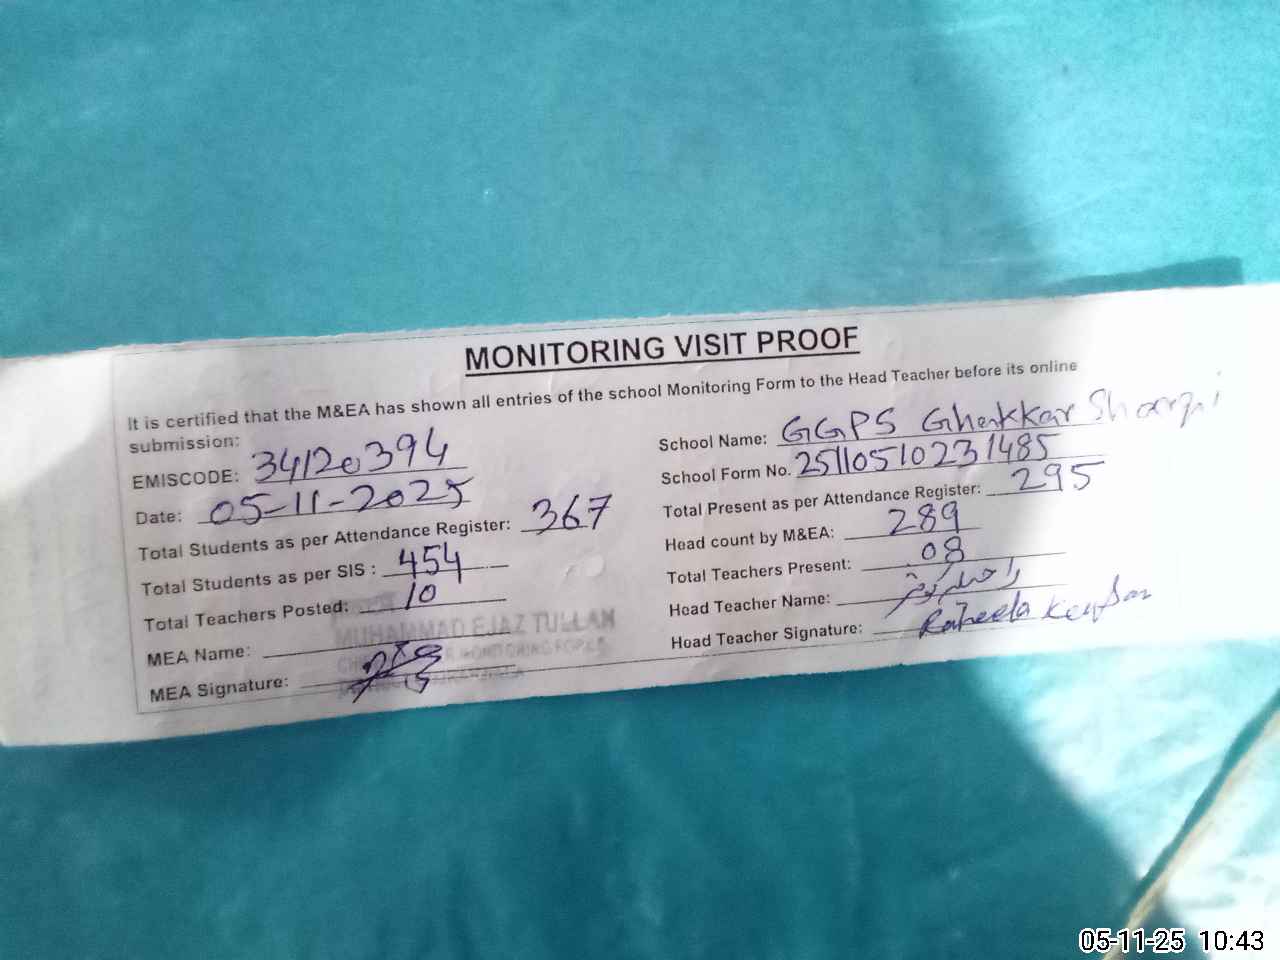 MONITORING VISIT PROOF
It is certified that the M&EA has shown all entries of the school Monitoring Form to the Head Teacher before its online
submission:
EMISCODE: 34120394
School Name: GGPS Ghakkar
Date: 05-11-2025
School Form No. 25110510231485
Total Students as per Attendance Register: 367
Total Present as per Attendance Register: 295
Total Students as per SIS : 454
Head count by M&EA: 289
Total Teachers Posted: 10
Total Teachers Present: 08
MEA Name: MUHAMMAD EJAZ TULLAH
Head Teacher Name:
MEA Signature:
Head Teacher Signature: Raheela
05-11-25 10:43